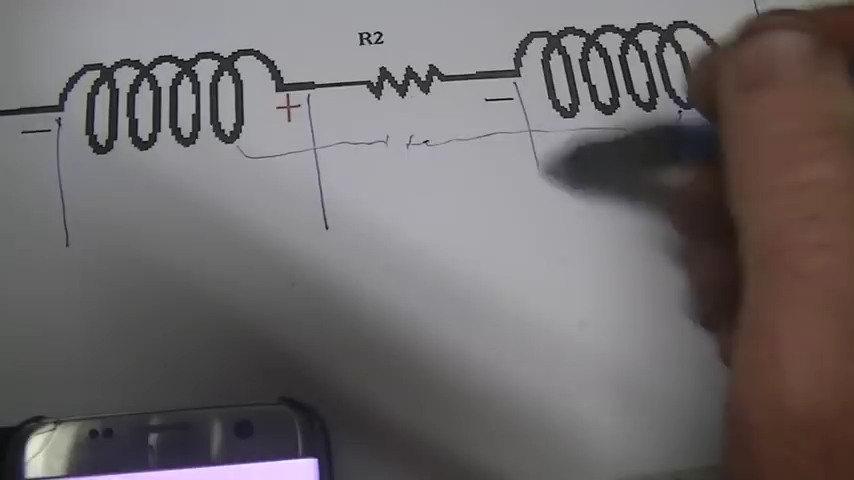 R2
+
—
—